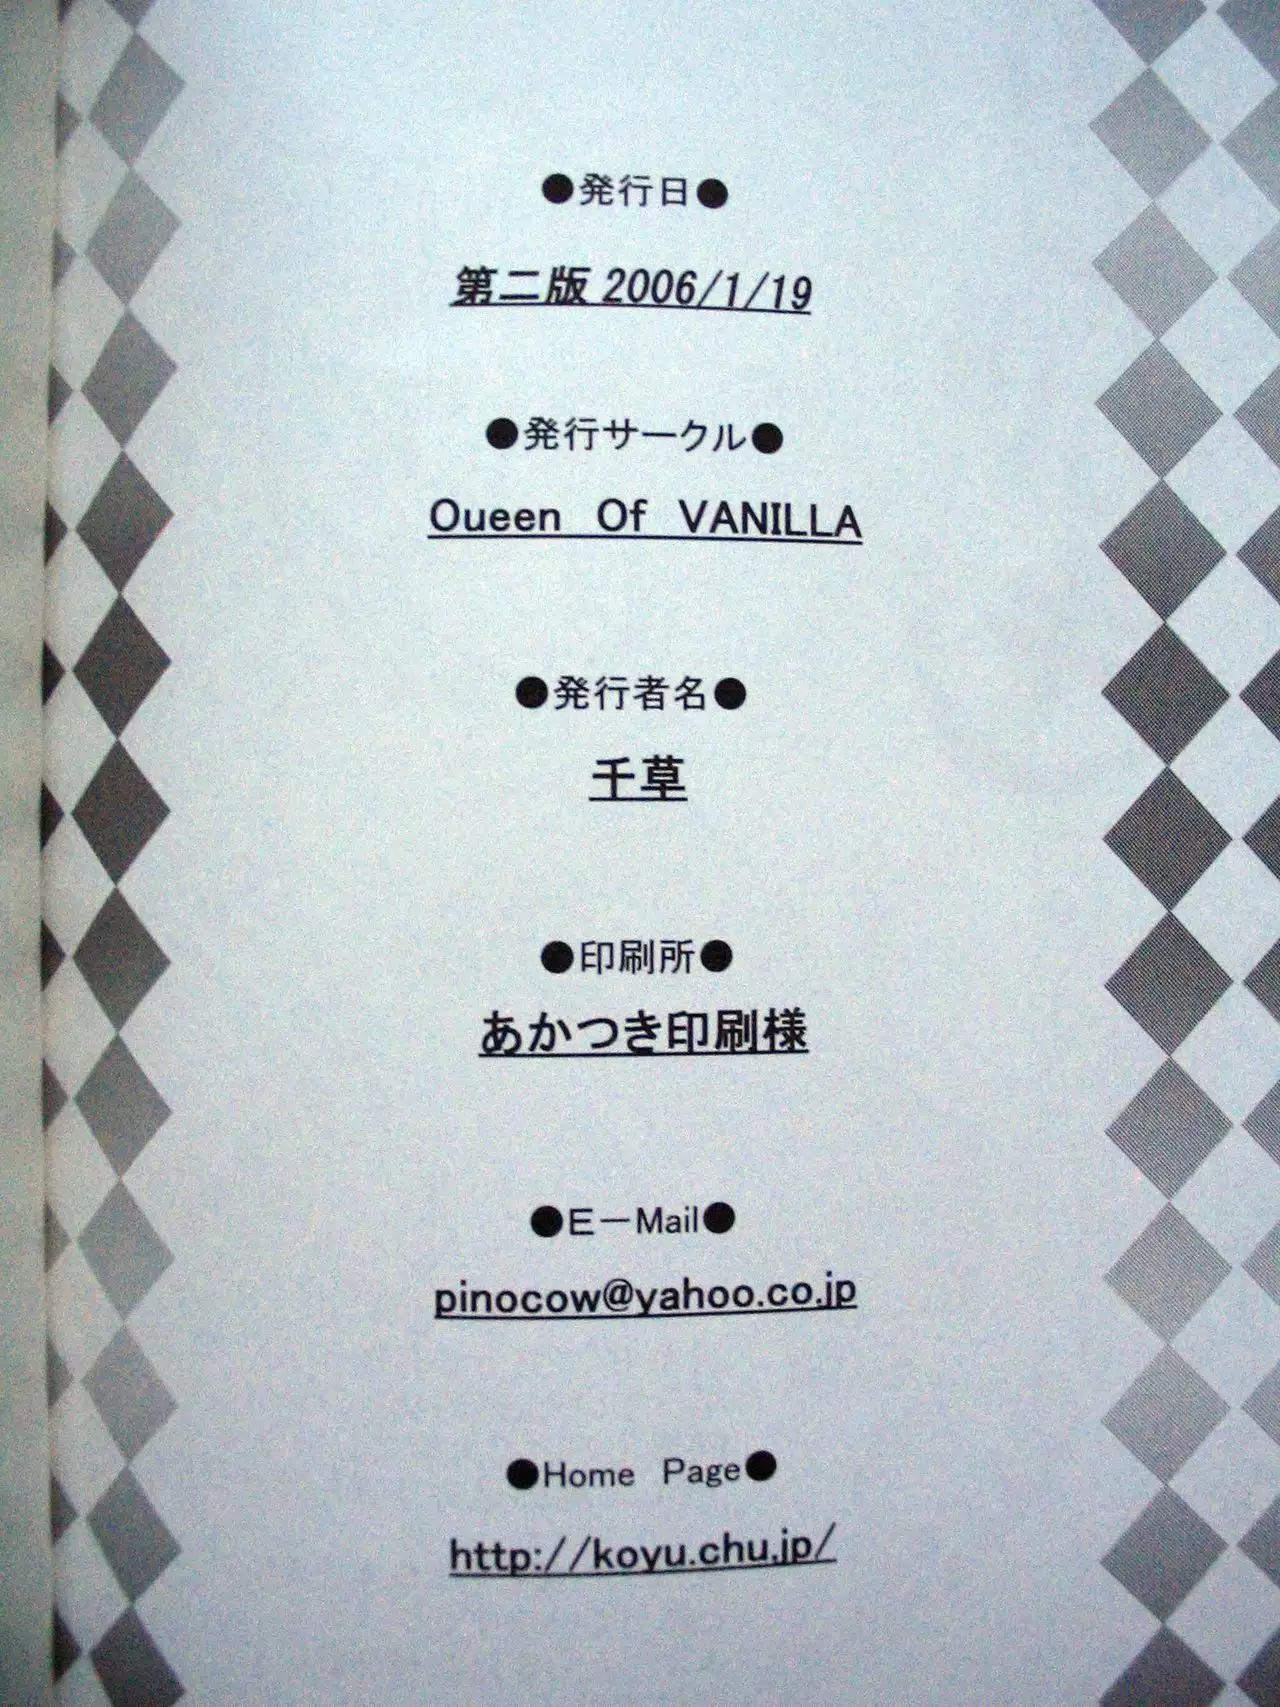 ●発行日●
第二版 2006/1/19
●発行サークル●
Queen Of VANILLA
●発行者名●
千草
●印刷所●
あかつき印刷様
●E－Mail●
pinocow@yahoo.co.jp
●Home Page●
http://koyu.chu.jp/